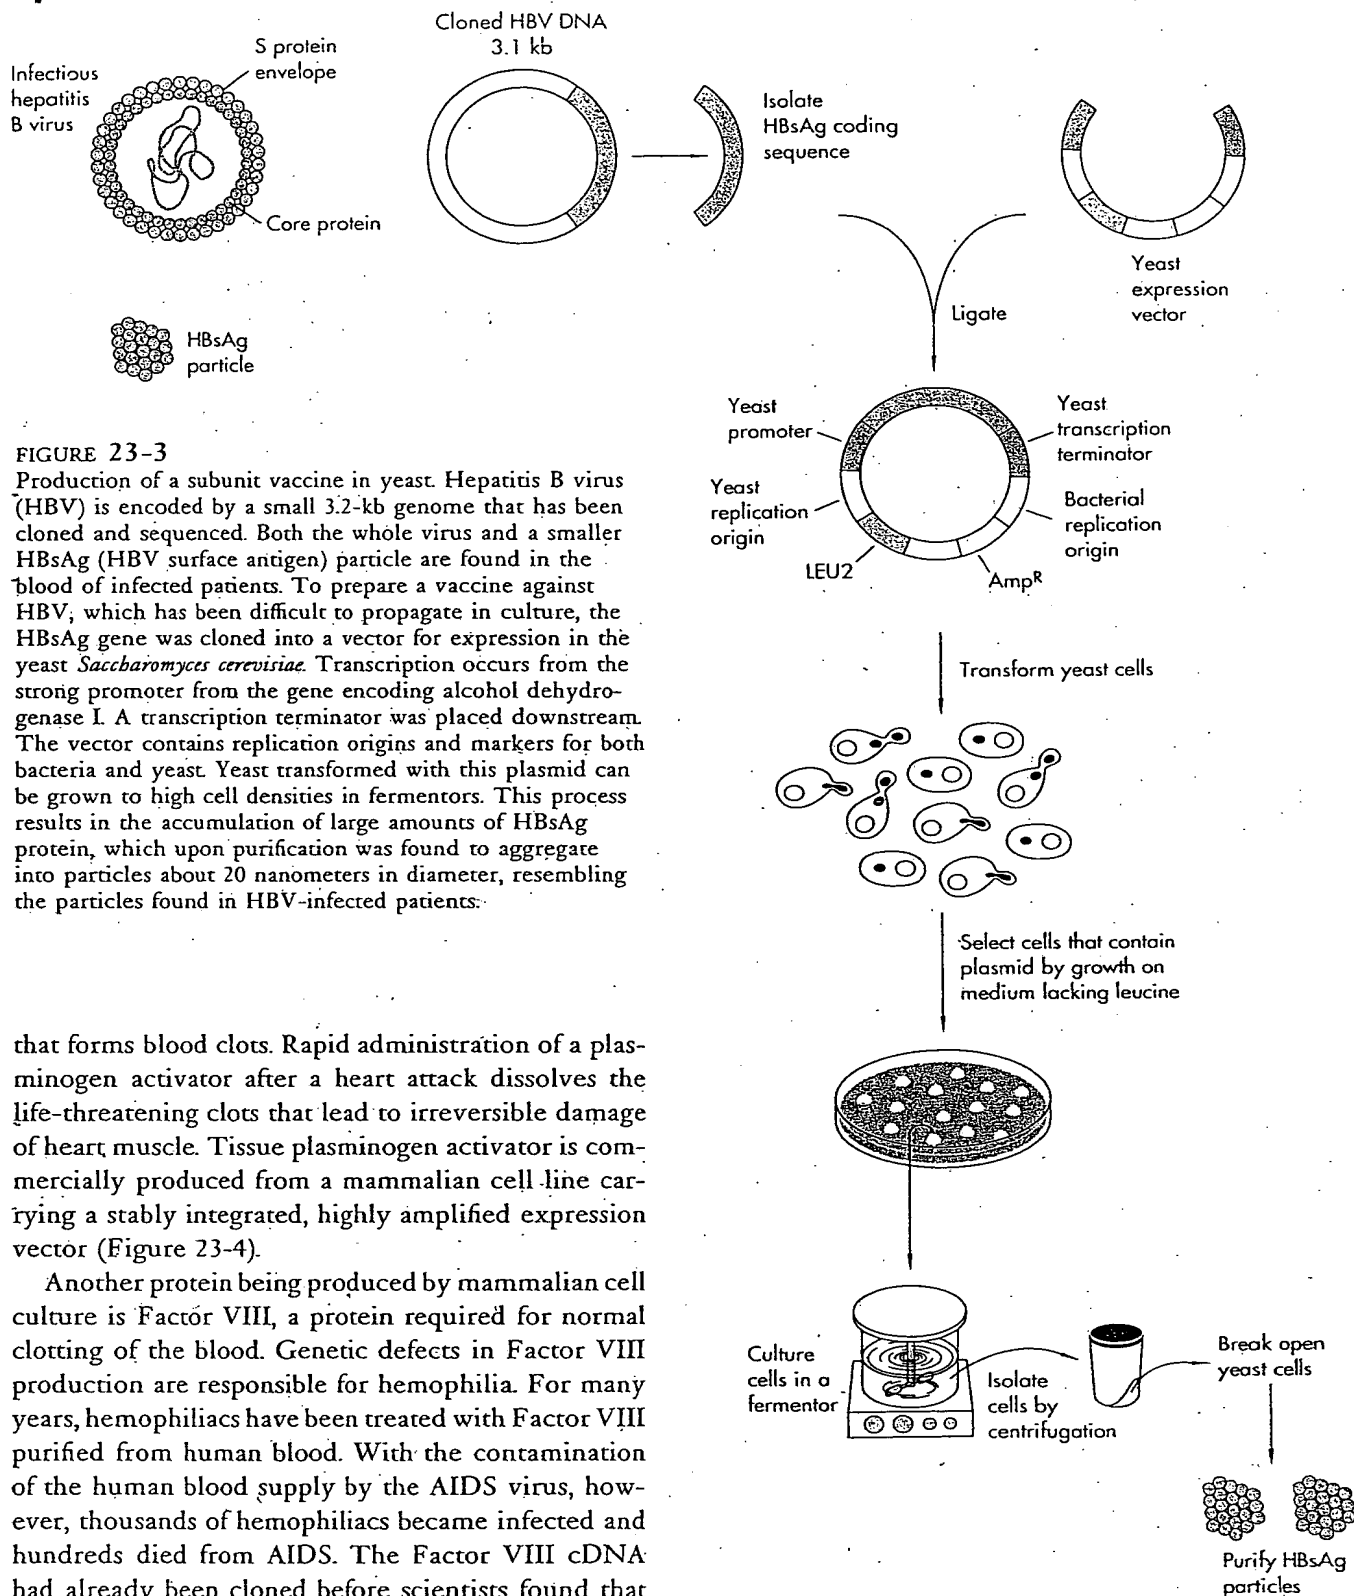 Cloned HBV DNA
3.1 kb
S protein
envelope
Infectious
hepatitis
B virus
Core protein
HBsAg
particle
Isolate
HBsAg coding
sequence
Yeast
expression
vector
Ligate
Yeast
promoter
Yeast
transcription
terminator
Yeast
replication
origin
Bacterial
replication
origin
LEU2
AmpR
Transform yeast cells
Select cells that contain
plasmid by growth on
medium lacking leucine
Culture
cells in a
fermentor
Isolate
cells by
centrifugation
Break open
yeast cells
Purify HBsAg
particles
FIGURE 23-3
Production of a subunit vaccine in yeast. Hepatitis B virus
(HBV) is encoded by a small 3.2-kb genome that has been
cloned and sequenced. Both the whole virus and a smaller
HBsAg (HBV surface antigen) particle are found in the
blood of infected patients. To prepare a vaccine against
HBV, which has been difficult to propagate in culture, the
HBsAg gene was cloned into a vector for expression in the
yeast Saccharomyces cerevisiae. Transcription occurs from the
strong promoter from the gene encoding alcohol dehydro-
genase I. A transcription terminator was placed downstream.
The vector contains replication origins and markers for both
bacteria and yeast. Yeast transformed with this plasmid can
be grown to high cell densities in fermentors. This process
results in the accumulation of large amounts of HBsAg
protein, which upon purification was found to aggregate
into particles about 20 nanometers in diameter, resembling
the particles found in HBV-infected patients.
that forms blood clots. Rapid administration of a plas-
minogen activator after a heart attack dissolves the
life-threatening clots that lead to irreversible damage
of heart muscle. Tissue plasminogen activator is com-
mercially produced from a mammalian cell line car-
rying a stably integrated, highly amplified expression
vector (Figure 23-4).
Another protein being produced by mammalian cell
culture is Factor VIII, a protein required for normal
clotting of the blood. Genetic defects in Factor VIII
production are responsible for hemophilia. For many
years, hemophiliacs have been treated with Factor VIII
purified from human blood. With the contamination
of the human blood supply by the AIDS virus, how-
ever, thousands of hemophiliacs became infected and
hundreds died from AIDS. The Factor VIII cDNA
had already been cloned before scientists found that